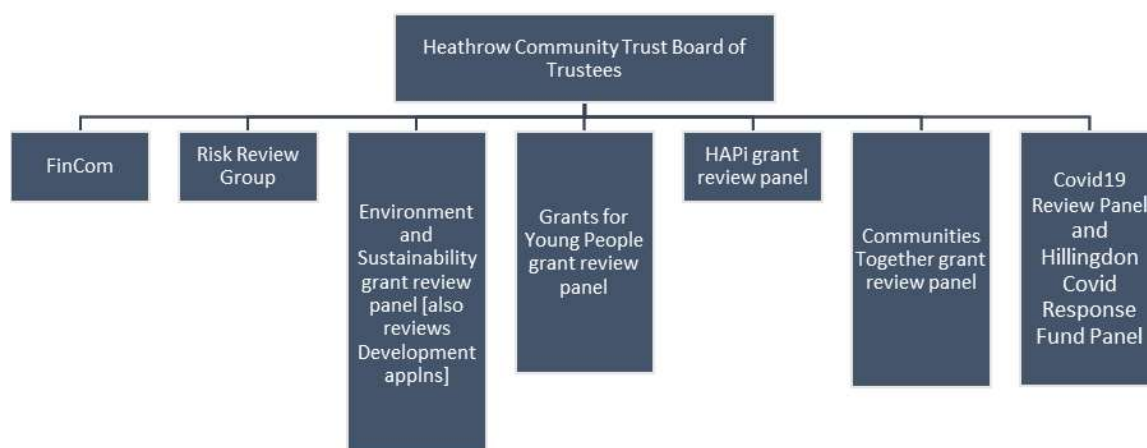 Heathrow Community Trust Board of
Trustees
FinCom
Risk Review
Group
Environment
and
Sustainability
grant review
panel [also
reviews
Development
applns]
Grants for
Young People
grant review
panel
HAPi grant
review panel
Communities
Together grant
review panel
Covid19
Review Panel
and
Hillingdon
Covid
Response
Fund Panel